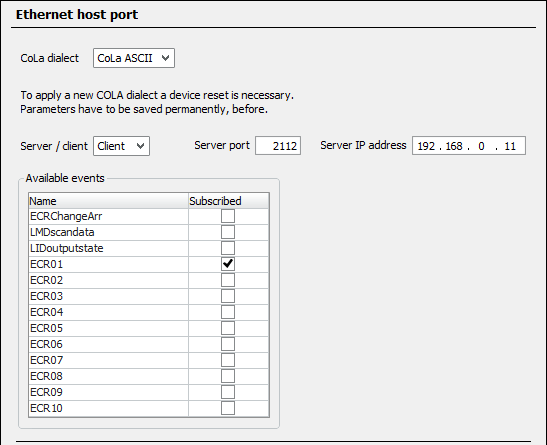 Ethernet host port
CoLa dialect CoLa ASCII
To apply a new COLA dialect a device reset is necessary.
Parameters have to be saved permanently, before.
Server / client Client Server port 2112 Server IP address 192 . 168 . 0 . 11
Available events
Name Subscribed
ECRChangeArr
LMDscandata
LIDoutputstate
ECR01
ECR02
ECR03
ECR04
ECR05
ECR06
ECR07
ECR08
ECR09
ECR10